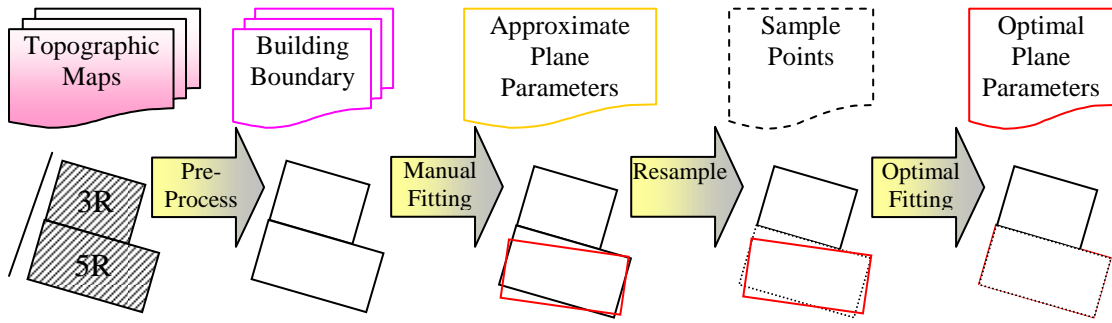 Topographic
Maps
Building
Boundary
Approximate
Plane
Parameters
Sample
Points
Optimal
Plane
Parameters
Pre-
Process
Manual
Fitting
Resample
Optimal
Fitting
3R
5R